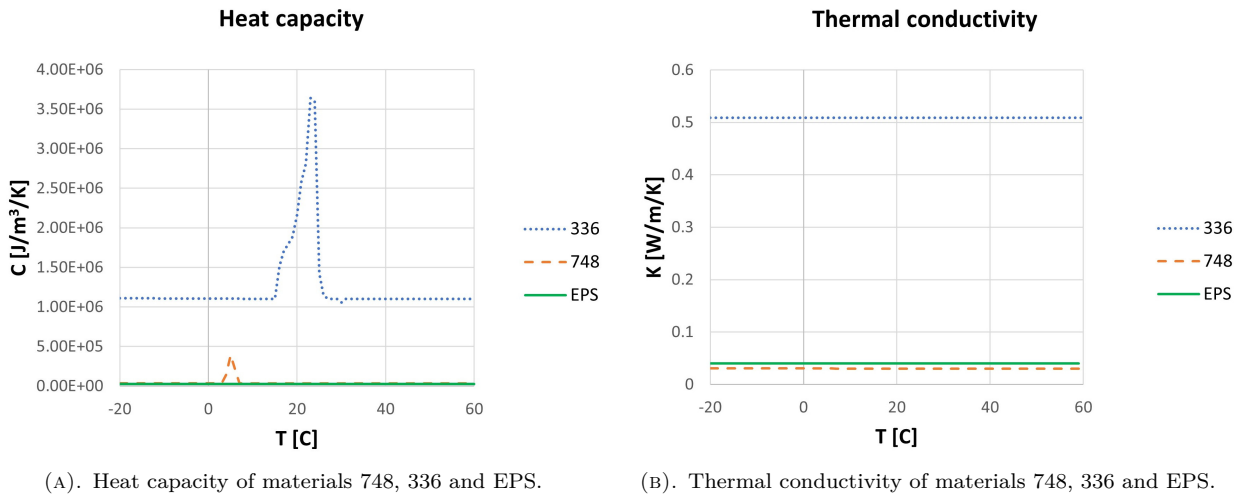 Heat capacity
4.00E+06
3.50E+06
3.00E+06
2.50E+06
2.00E+06
1.50E+06
1.00E+06
5.00E+05
0.00E+00
C [J/m³/K]
-20 0 20 40 60
T [C]
336
748
EPS
(A). Heat capacity of materials 748, 336 and EPS.
Thermal conductivity
0.6
0.5
0.4
0.3
0.2
0.1
0
K [W/m/K]
-20 0 20 40 60
T [C]
336
748
EPS
(B). Thermal conductivity of materials 748, 336 and EPS.